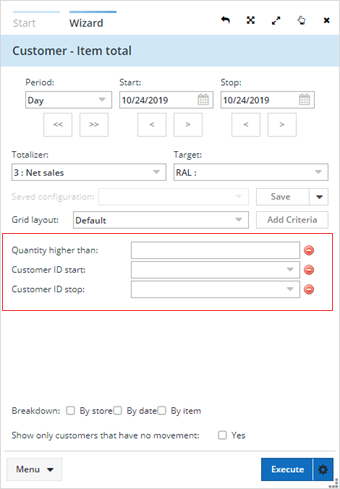 Start Wizard
Customer - Item total
Period: Start: Stop:
Day 10/24/2019 10/24/2019
<< >> < > < >
Totalizer: Target:
3 : Net sales RAL :
Saved configuration: Save
Grid layout: Default Add Criteria
Quantity higher than:
Customer ID start:
Customer ID stop:
Breakdown: By store By date By item
Show only customers that have no movement: Yes
Menu Execute